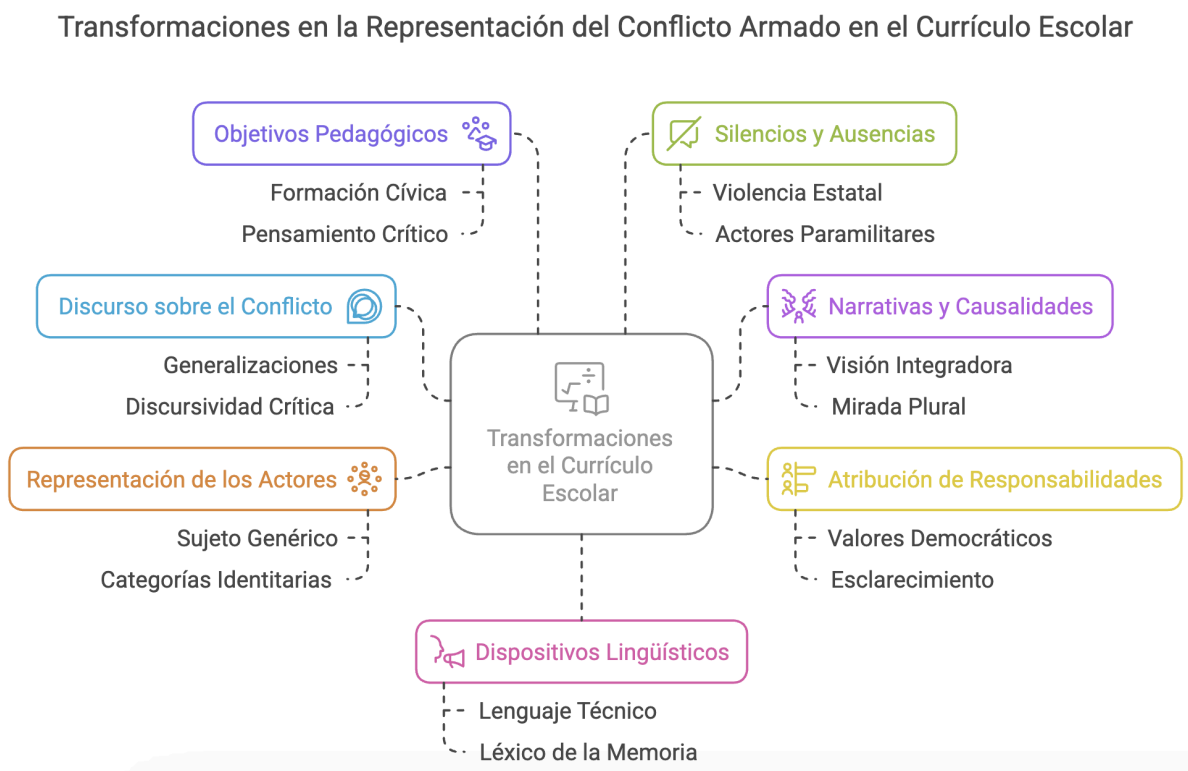 Transformaciones en la Representación del Conflicto Armado en el Currículo Escolar
Objetivos Pedagógicos
Formación Cívica
Pensamiento Crítico
Silencios y Ausencias
Violencia Estatal
Actores Paramilitares
Discurso sobre el Conflicto
Generalizaciones
Discursividad Crítica
Narrativas y Causalidades
Visión Integradora
Mirada Plural
Transformaciones
en el Currículo
Escolar
Representación de los Actores
Sujeto Genérico
Categorías Identitarias
Atribución de Responsabilidades
Valores Democráticos
Esclarecimiento
Dispositivos Lingüísticos
Lenguaje Técnico
Léxico de la Memoria